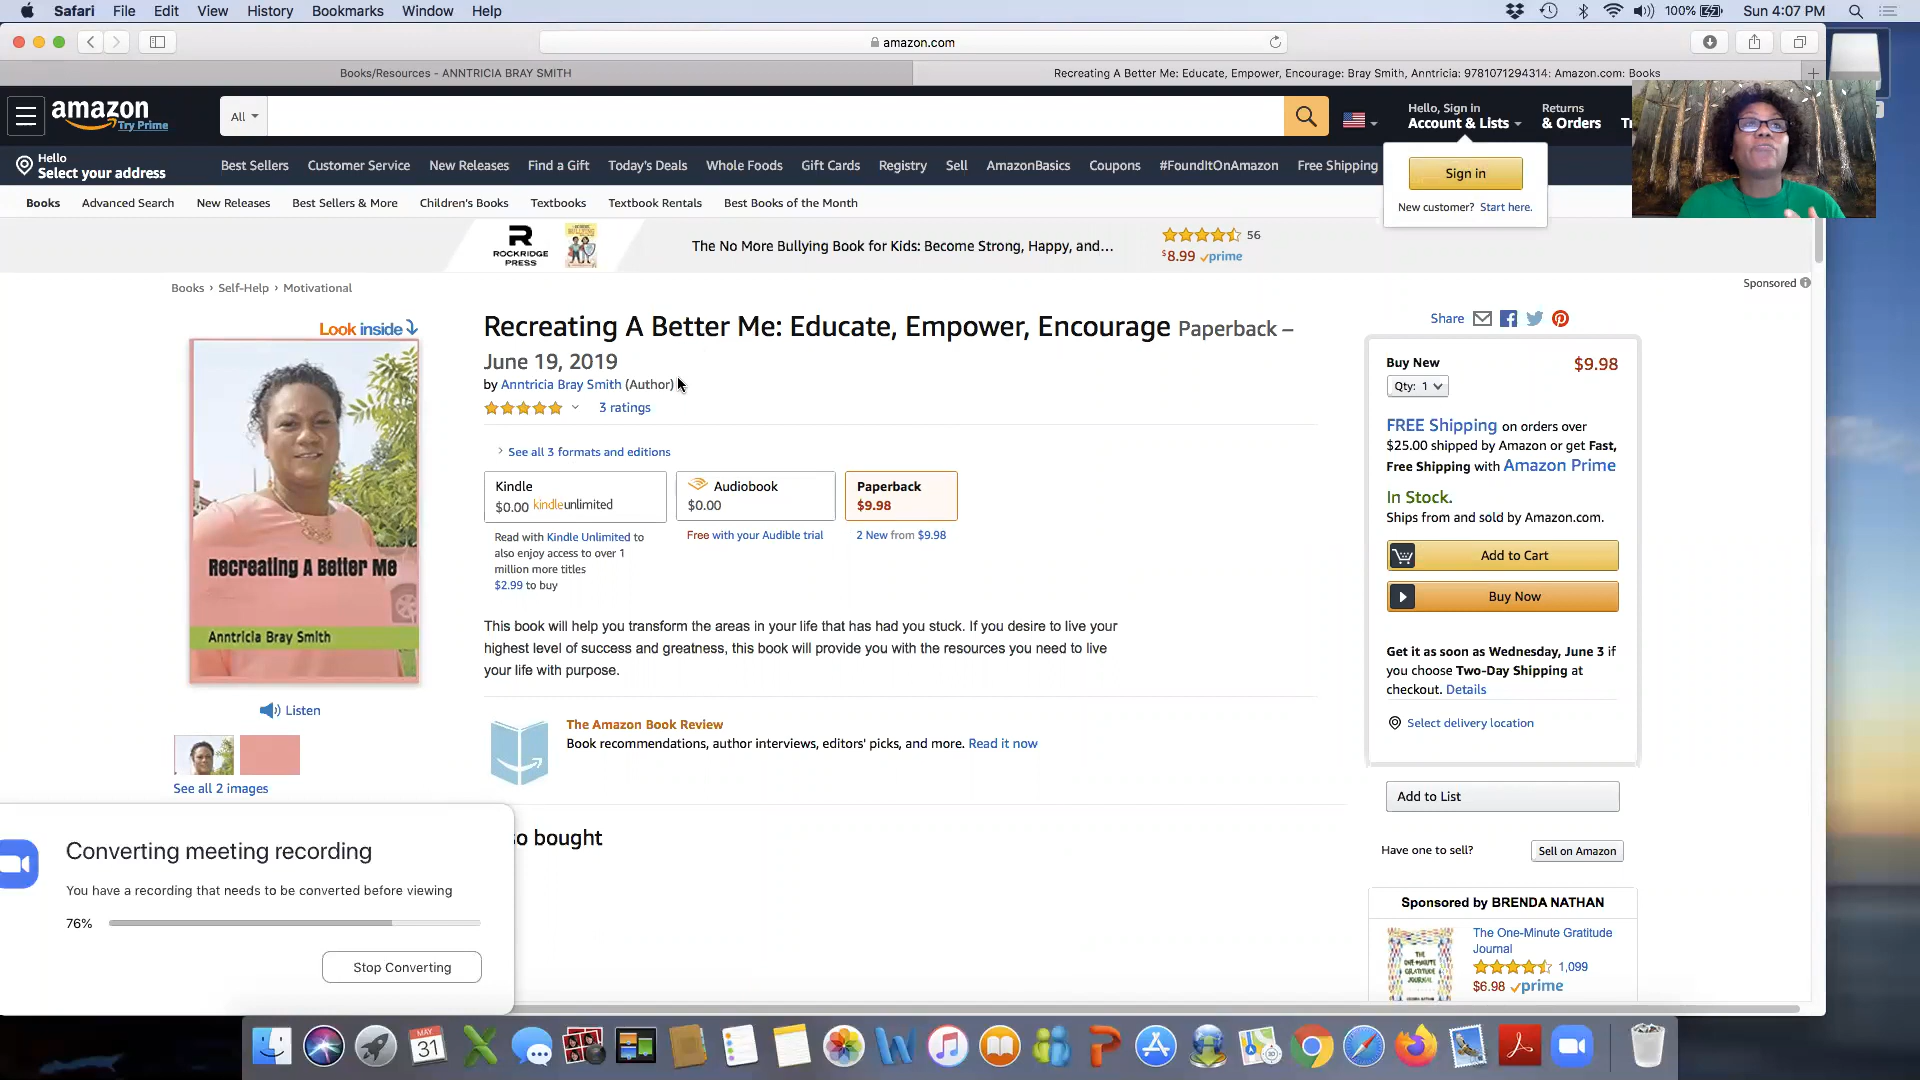 Safari File Edit View History Bookmarks Window Help
100% Sun 4:07 PM
amazon.com
Books/Resources - ANNTRICIA BRAY SMITH
Recreating A Better Me: Educate, Empower, Encourage: Bray Smith, Anntricia: 9781071294314: Amazon.com: Books
amazon
Try Prime
All
Hello, Sign in
Account & Lists
Returns
& Orders
Hello
Select your address
Best Sellers Customer Service New Releases Find a Gift Today's Deals Whole Foods Gift Cards Registry Sell AmazonBasics Coupons #FoundItOnAmazon Free Shipping
Sign in
New customer? Start here.
Books Advanced Search New Releases Best Sellers & More Children's Books Textbooks Textbook Rentals Best Books of the Month
R
ROCKRIDGE
PRESS
The No More Bullying Book for Kids: Become Strong, Happy, and…
56
$8.99 prime
Sponsored
Books › Self-Help › Motivational
Look inside
Recreating A Better Me
Anntricia Bray Smith
Listen
See all 2 images
Recreating A Better Me: Educate, Empower, Encourage Paperback –
June 19, 2019
by Anntricia Bray Smith (Author)
3 ratings
See all 3 formats and editions
Kindle
$0.00 kindleunlimited
Audiobook
$0.00
Paperback
$9.98
Read with Kindle Unlimited to
also enjoy access to over 1
million more titles
$2.99 to buy
Free with your Audible trial
2 New from $9.98
This book will help you transform the areas in your life that has had you stuck. If you desire to live your
highest level of success and greatness, this book will provide you with the resources you need to live
your life with purpose.
The Amazon Book Review
Book recommendations, author interviews, editors' picks, and more. Read it now
so bought
Share
Buy New
$9.98
Qty: 1
FREE Shipping on orders over
$25.00 shipped by Amazon or get Fast,
Free Shipping with Amazon Prime
In Stock.
Ships from and sold by Amazon.com.
Add to Cart
Buy Now
Get it as soon as Wednesday, June 3 if
you choose Two-Day Shipping at
checkout. Details
Select delivery location
Add to List
Have one to sell?
Sell on Amazon
Sponsored by BRENDA NATHAN
The One-Minute Gratitude
Journal
1,099
$6.98 prime
THE
ONE-MINUTE
GRATITUDE
JOURNAL
Converting meeting recording
You have a recording that needs to be converted before viewing
76%
Stop Converting
MAY
31